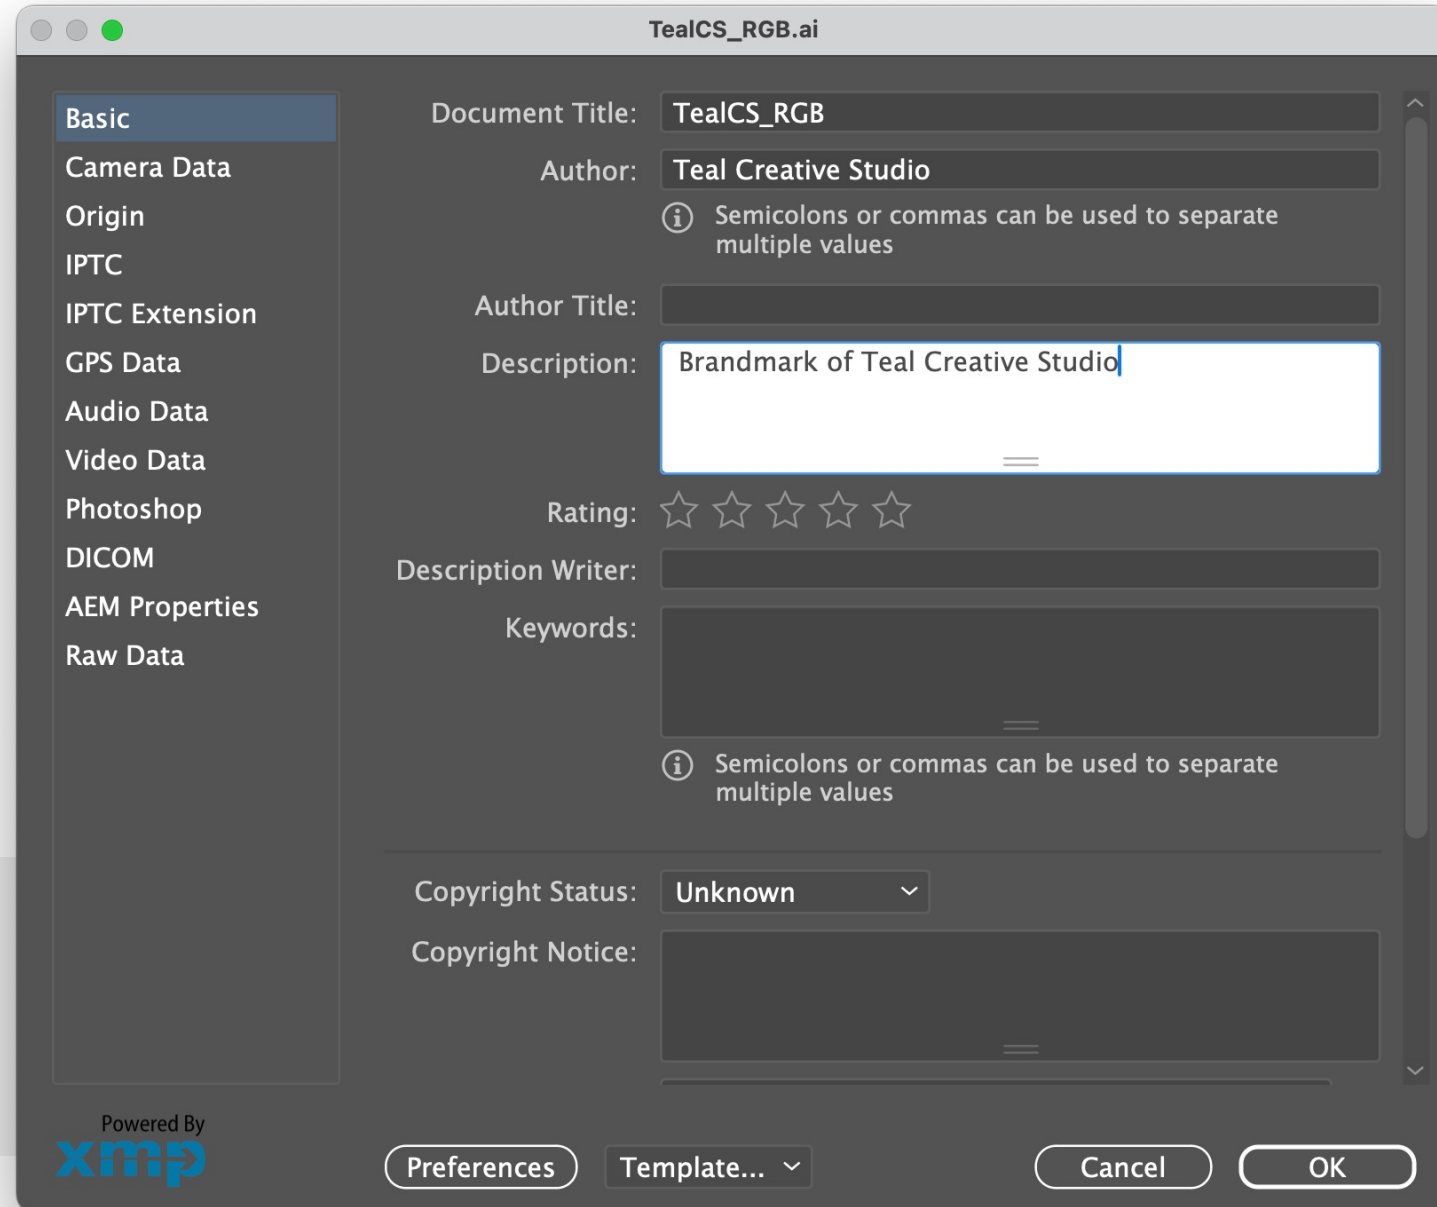 TealCS_RGB.ai
Basic
Camera Data
Origin
IPTC
IPTC Extension
GPS Data
Audio Data
Video Data
Photoshop
DICOM
AEM Properties
Raw Data
Document Title: TealCS_RGB
Author: Teal Creative Studio
Semicolons or commas can be used to separate
multiple values
Author Title:
Description: Brandmark of Teal Creative Studio
Rating:
Description Writer:
Keywords:
Semicolons or commas can be used to separate
multiple values
Copyright Status: Unknown
Copyright Notice:
Powered By
xmp
Preferences Template... Cancel OK